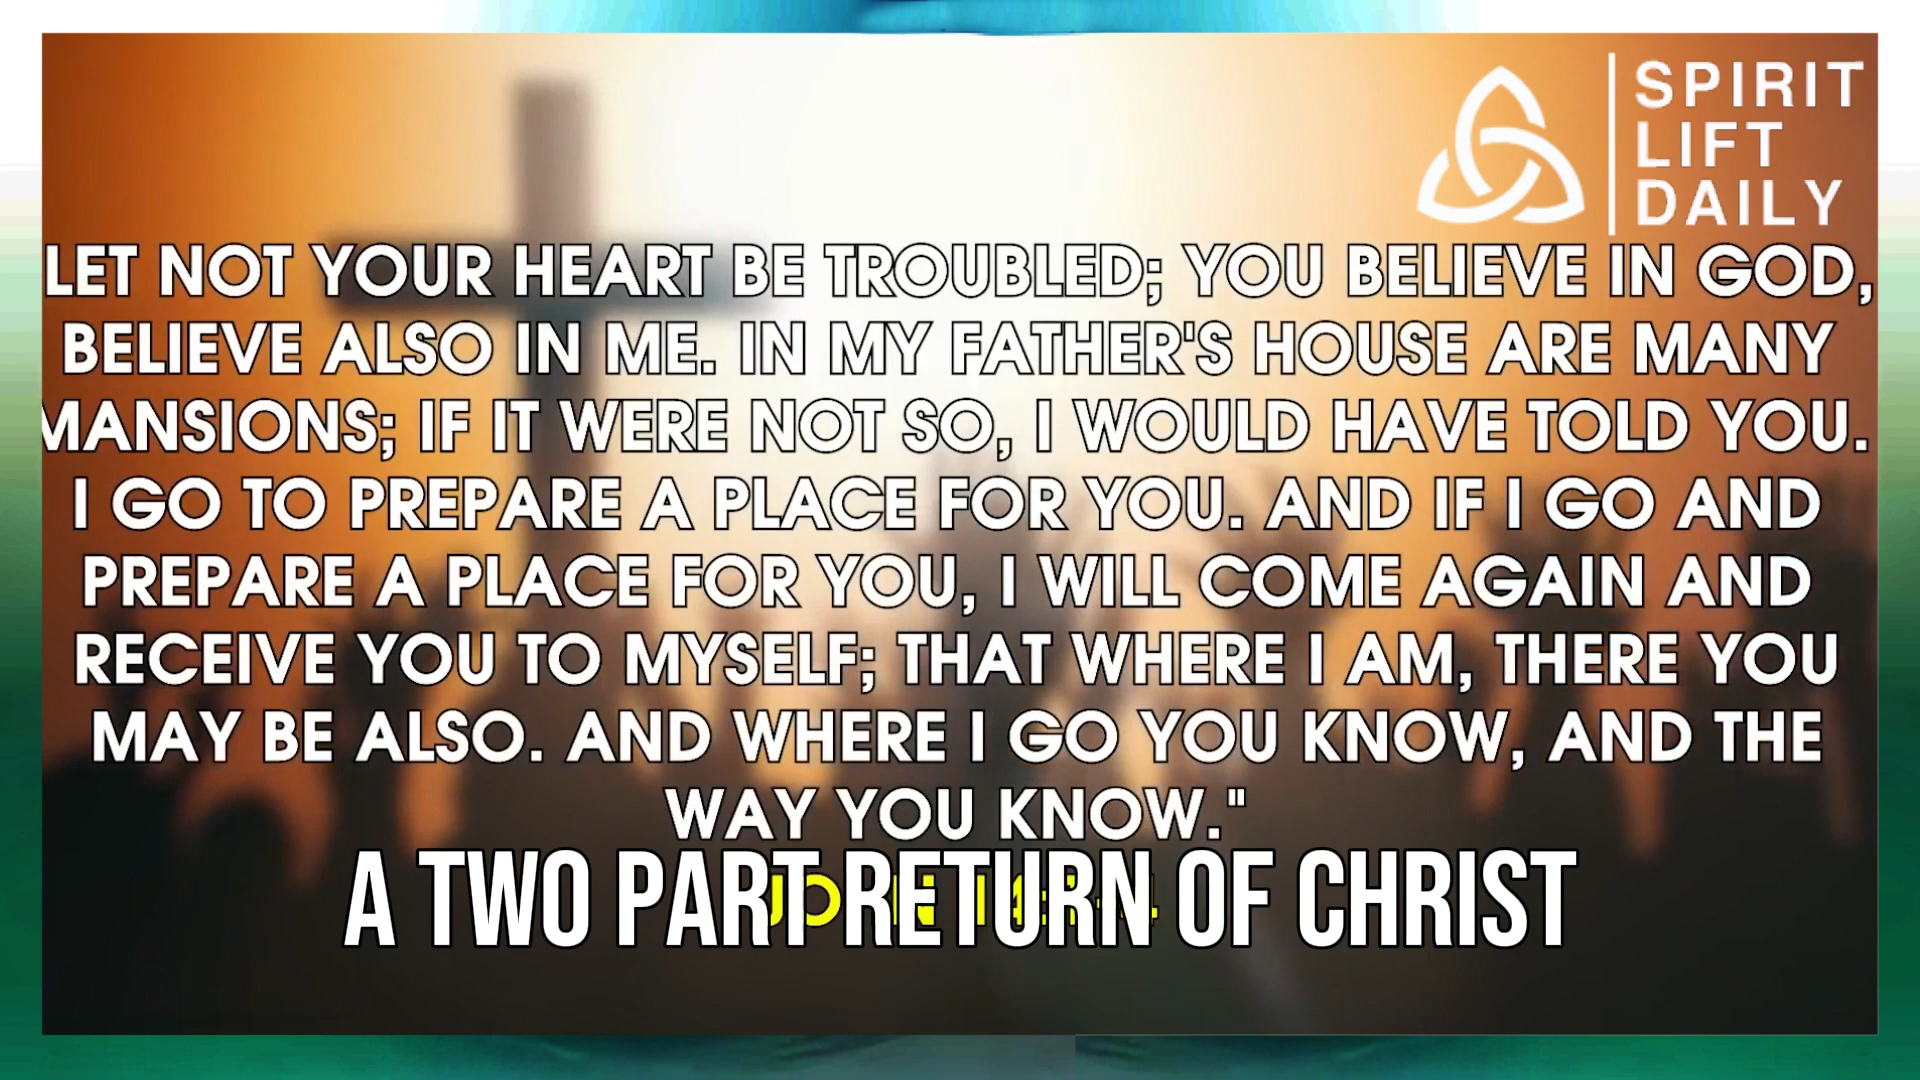 SPIRIT
LIFT
DAILY
LET NOT YOUR HEART BE TROUBLED; YOU BELIEVE IN GOD,
BELIEVE ALSO IN ME. IN MY FATHER'S HOUSE ARE MANY
MANSIONS; IF IT WERE NOT SO, I WOULD HAVE TOLD YOU.
I GO TO PREPARE A PLACE FOR YOU. AND IF I GO AND
PREPARE A PLACE FOR YOU, I WILL COME AGAIN AND
RECEIVE YOU TO MYSELF; THAT WHERE I AM, THERE YOU
MAY BE ALSO. AND WHERE I GO YOU KNOW, AND THE
WAY YOU KNOW."
A TWO PART RETURN OF CHRIST